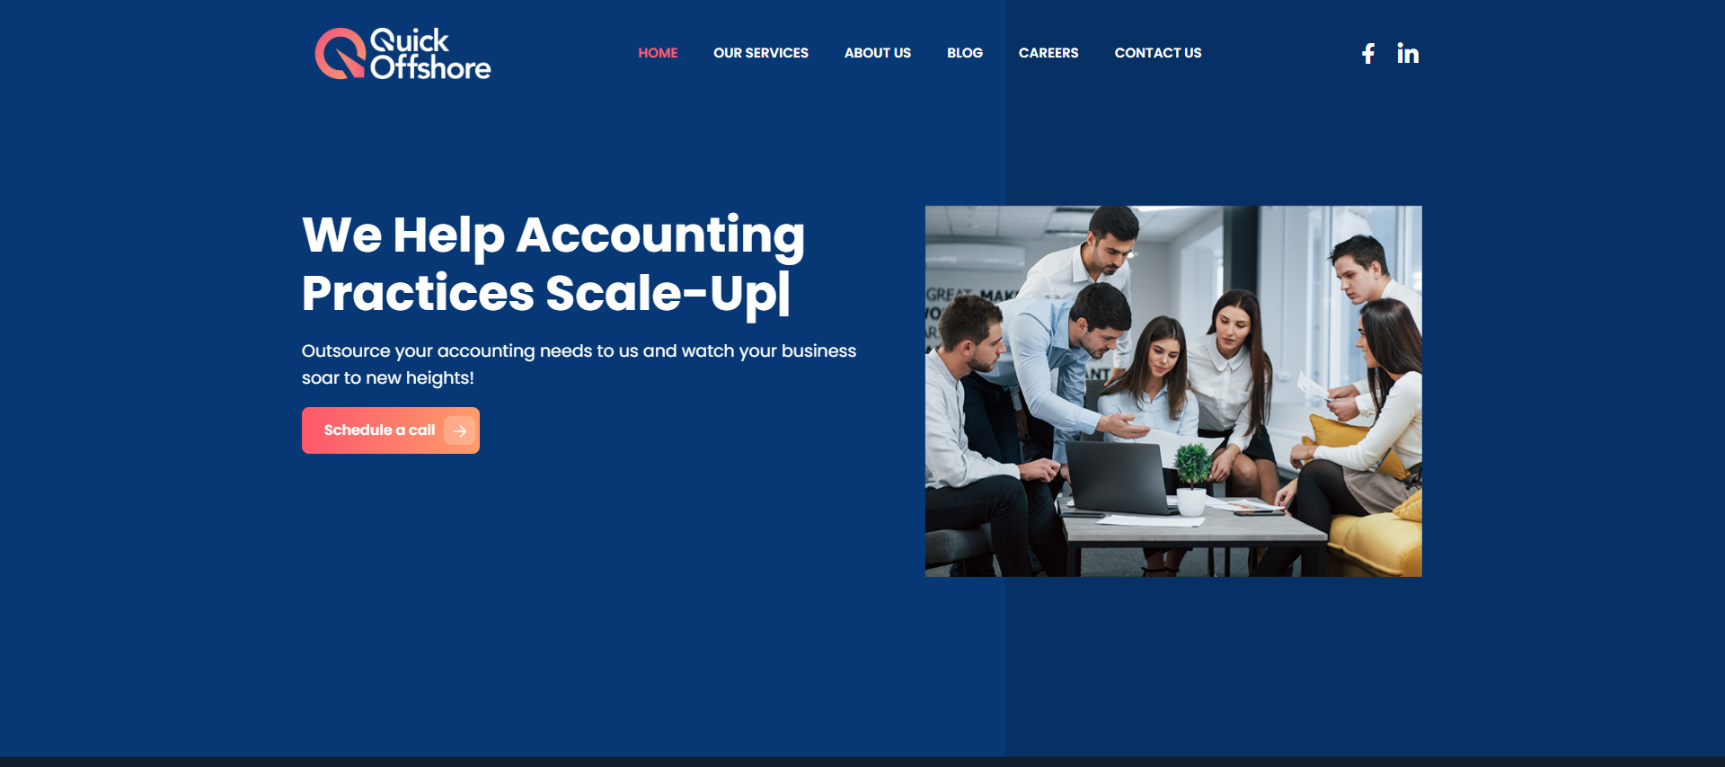 Quick
Offshore
HOME OUR SERVICES ABOUT US BLOG CAREERS CONTACT US
We Help Accounting
Practices Scale-Up|
Outsource your accounting needs to us and watch your business
soar to new heights!
Schedule a call
GREAT